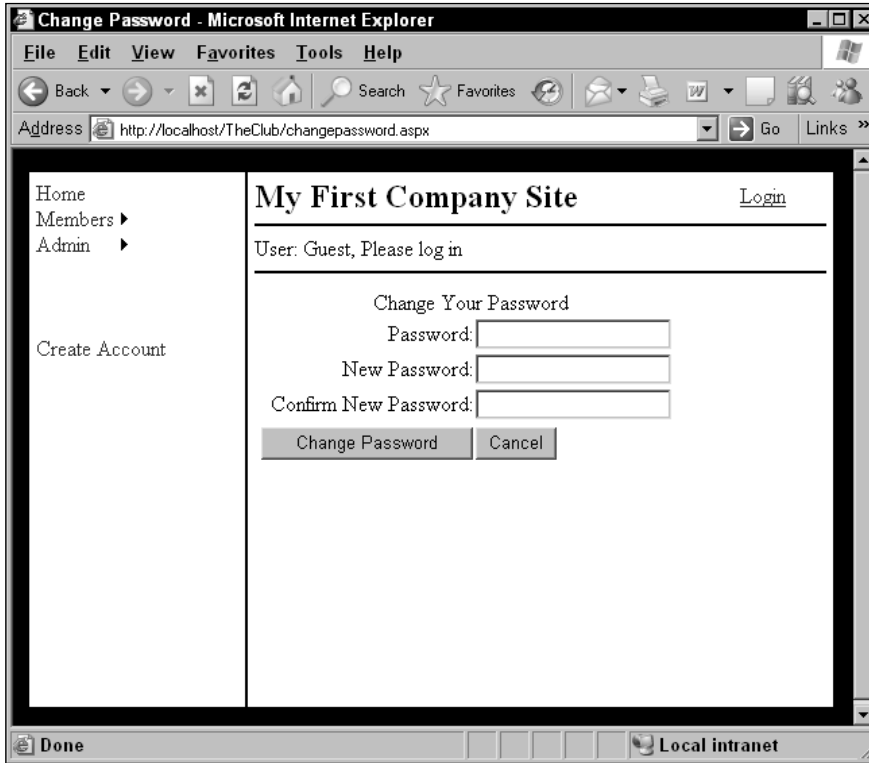 Change Password - Microsoft Internet Explorer
File Edit View Favorites Tools Help
Back Search Favorites W
Address http://localhost/TheClub/changepassword.aspx Go Links »
Home
Members
Admin
Create Account
My First Company Site Login
User: Guest, Please log in
Change Your Password
Password:
New Password:
Confirm New Password:
Change Password Cancel
Done Local intranet